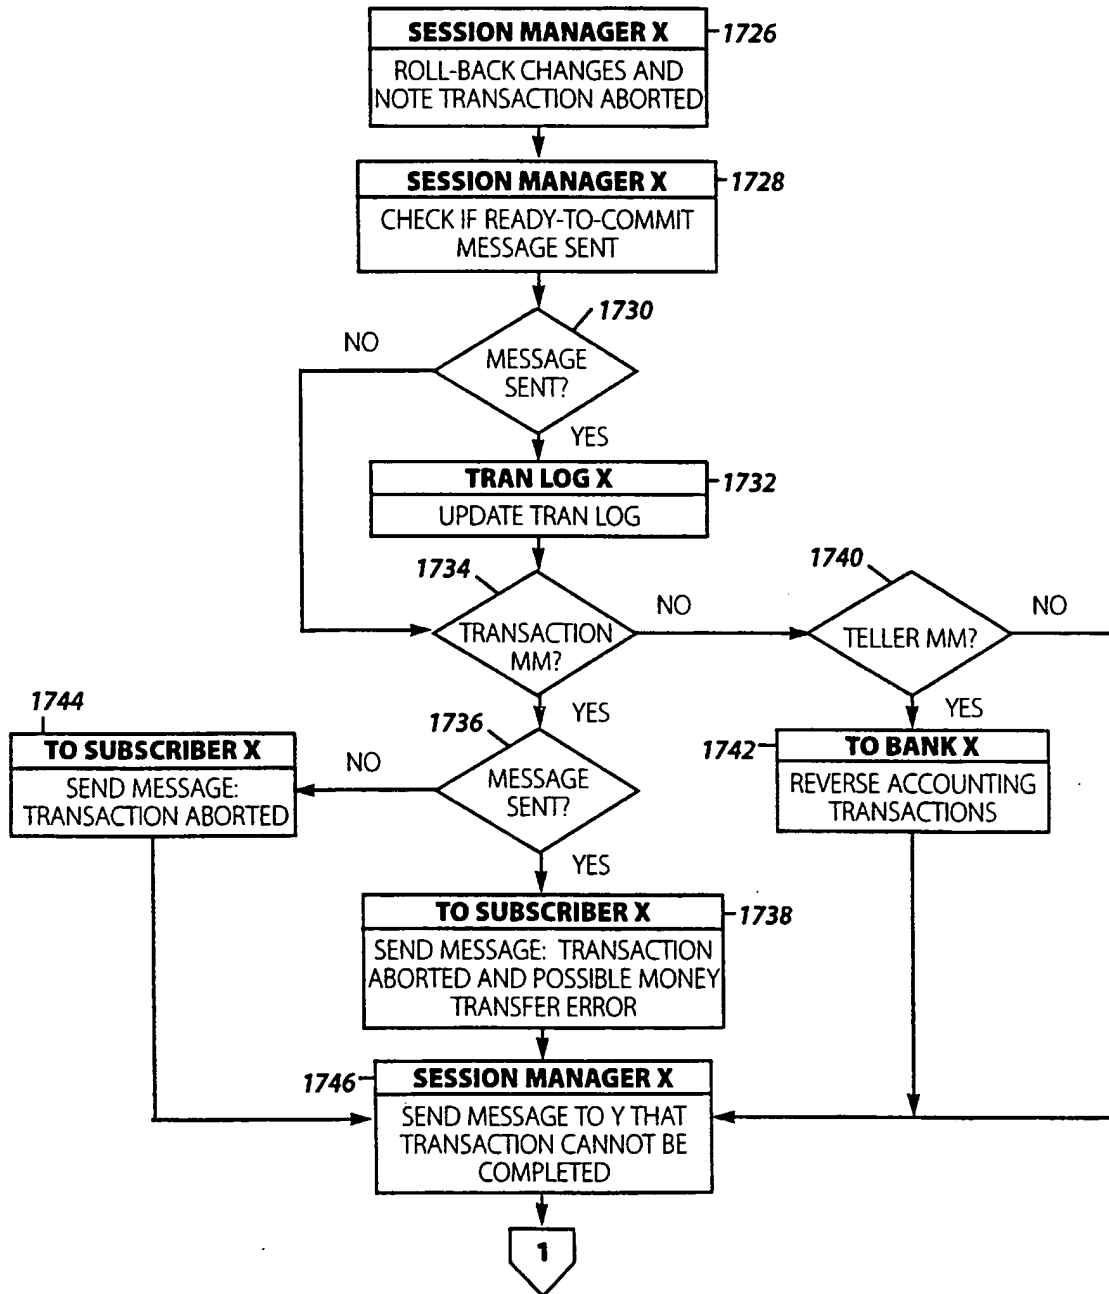 SESSION MANAGER X
1726
ROLL-BACK CHANGES AND
NOTE TRANSACTION ABORTED
SESSION MANAGER X
1728
CHECK IF READY-TO-COMMIT
MESSAGE SENT
1730
NO
MESSAGE
SENT?
YES
TRAN LOG X
1732
UPDATE TRAN LOG
1734
TRANSACTION
MM?
NO
1740
TELLER MM?
NO
YES
YES
1744
TO SUBSCRIBER X
SEND MESSAGE:
TRANSACTION ABORTED
1736
NO
MESSAGE
SENT?
YES
1742
TO BANK X
REVERSE ACCOUNTING
TRANSACTIONS
TO SUBSCRIBER X
1738
SEND MESSAGE: TRANSACTION
ABORTED AND POSSIBLE MONEY
TRANSFER ERROR
1746
SESSION MANAGER X
SEND MESSAGE TO Y THAT
TRANSACTION CANNOT BE
COMPLETED
1